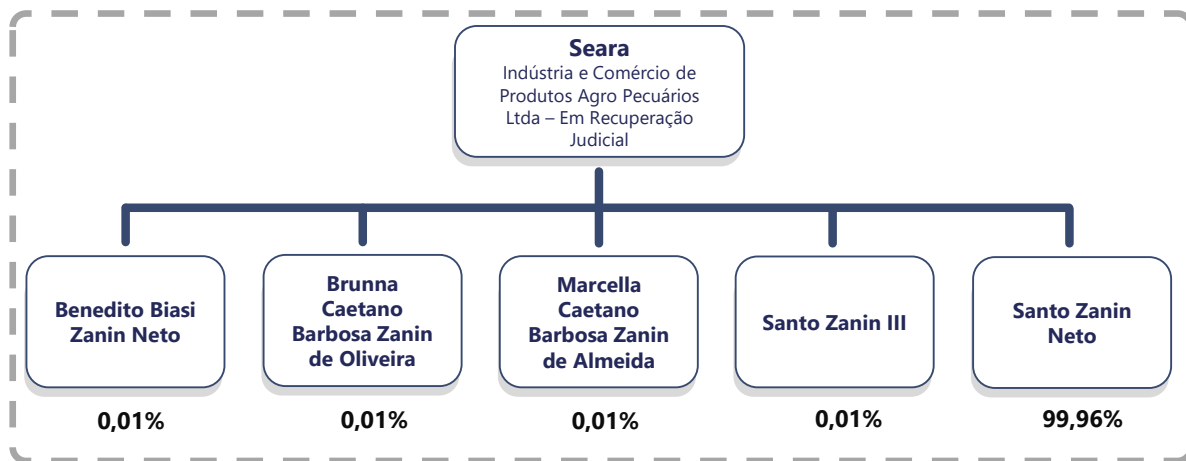 Seara
Indústria e Comércio de
Produtos Agro Pecuários
Ltda – Em Recuperação
Judicial
Benedito Biasi
Zanin Neto
Brunna
Caetano
Barbosa Zanin
de Oliveira
Marcella
Caetano
Barbosa Zanin
de Almeida
Santo Zanin III
Santo Zanin
Neto
0,01%
0,01%
0,01%
0,01%
99,96%